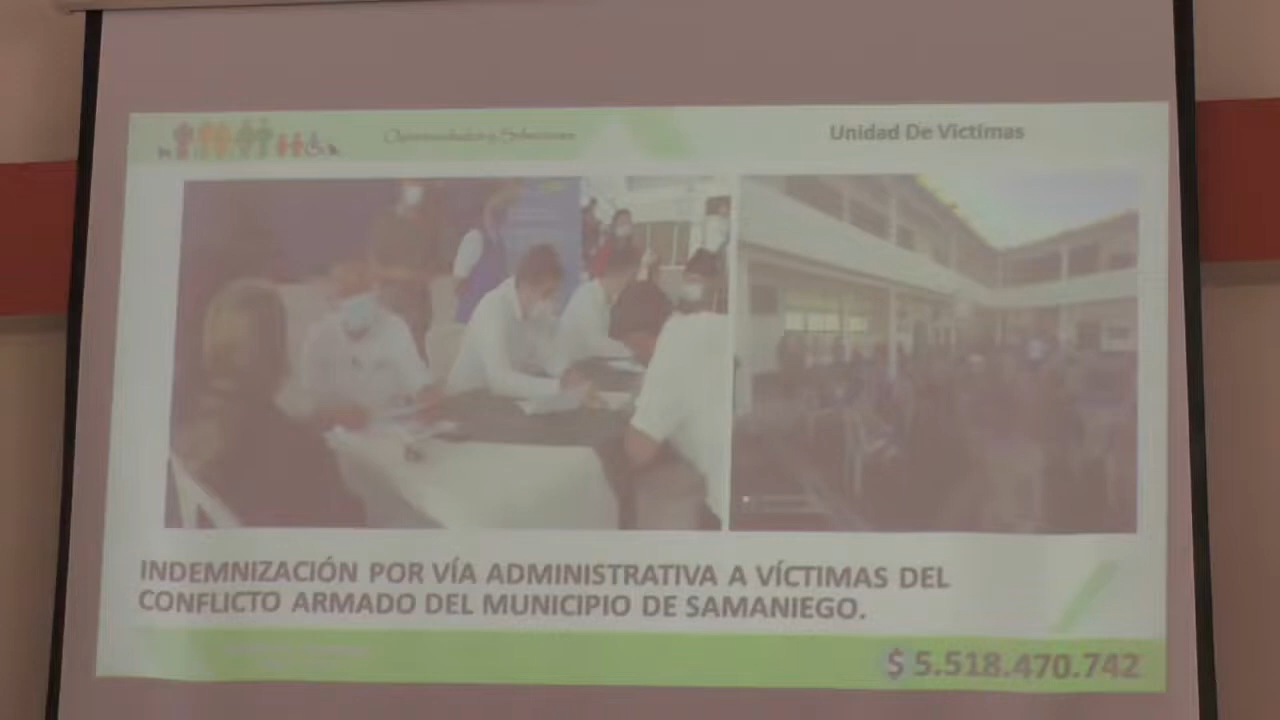 Unidad De Víctimas
INDEMNIZACIÓN POR VÍA ADMINISTRATIVA A VÍCTIMAS DEL
CONFLICTO ARMADO DEL MUNICIPIO DE SAMANIEGO.
$ 5.518.470.742